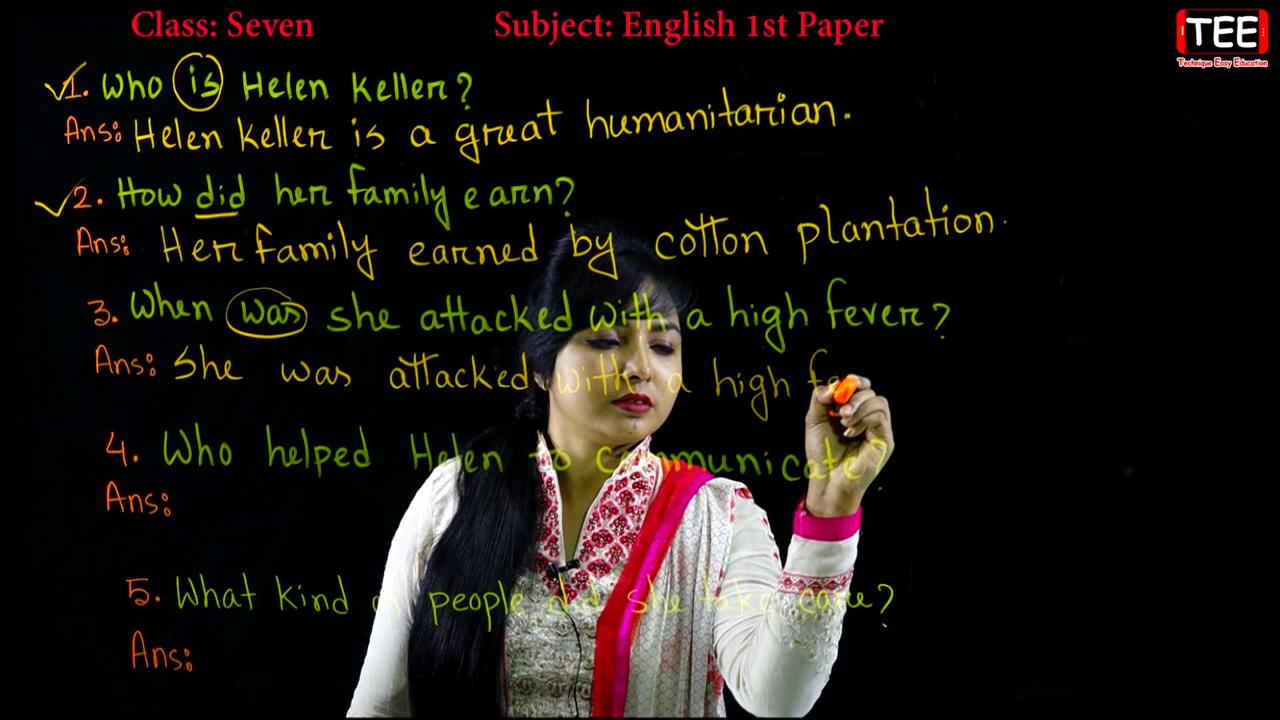 Class: Seven
Subject: English 1st Paper
TEE
Technique Easy Education
1. Who is Helen Keller?
Ans: Helen Keller is a great humanitarian.
2. How did her family earn?
Ans: Her family earned by cotton plantation.
3. When was she attacked with a high fever?
Ans: She was attacked with a high
4. Who helped Helen to communicate?
Ans:
5. What kind of people did she take care?
Ans: